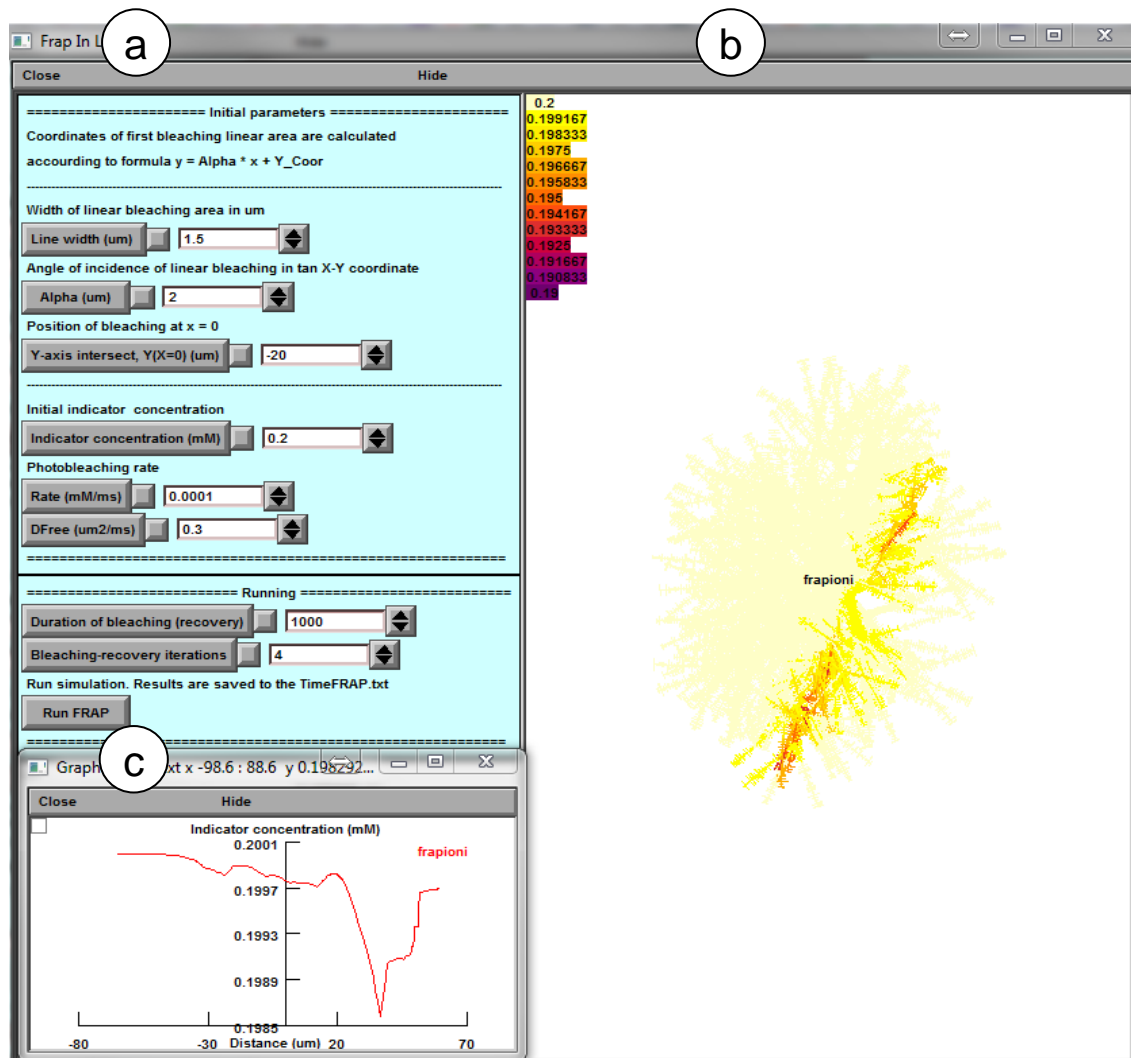 a
b
Frap In L
Close Hide
====================== Initial parameters ======================
Coordinates of first bleaching linear area are calculated
accourding to formula y = Alpha * x + Y_Coor
Width of linear bleaching area in um
Line width (um) 1.5
Angle of incidence of linear bleaching in tan X-Y coordinate
Alpha (um) 2
Position of bleaching at x = 0
Y-axis intersect, Y(X=0) (um) -20
Initial indicator concentration
Indicator concentration (mM) 0.2
Photobleaching rate
Rate (mM/ms) 0.0001
DFree (um2/ms) 0.3
========================== Running ==========================
Duration of bleaching (recovery) 1000
Bleaching-recovery iterations 4
Run simulation. Results are saved to the TimeFRAP.txt
Run FRAP
0.2
0.199167
0.198333
0.1975
0.196667
0.195833
0.195
0.194167
0.193333
0.1925
0.191667
0.190833
0.19
frapioni
c
Graph xt x -98.6 : 88.6 y 0.198292...
Close Hide
Indicator concentration (mM)
0.2001
frapioni
0.1997
0.1993
0.1989
0.1985
-80 -30 Distance (um) 20 70